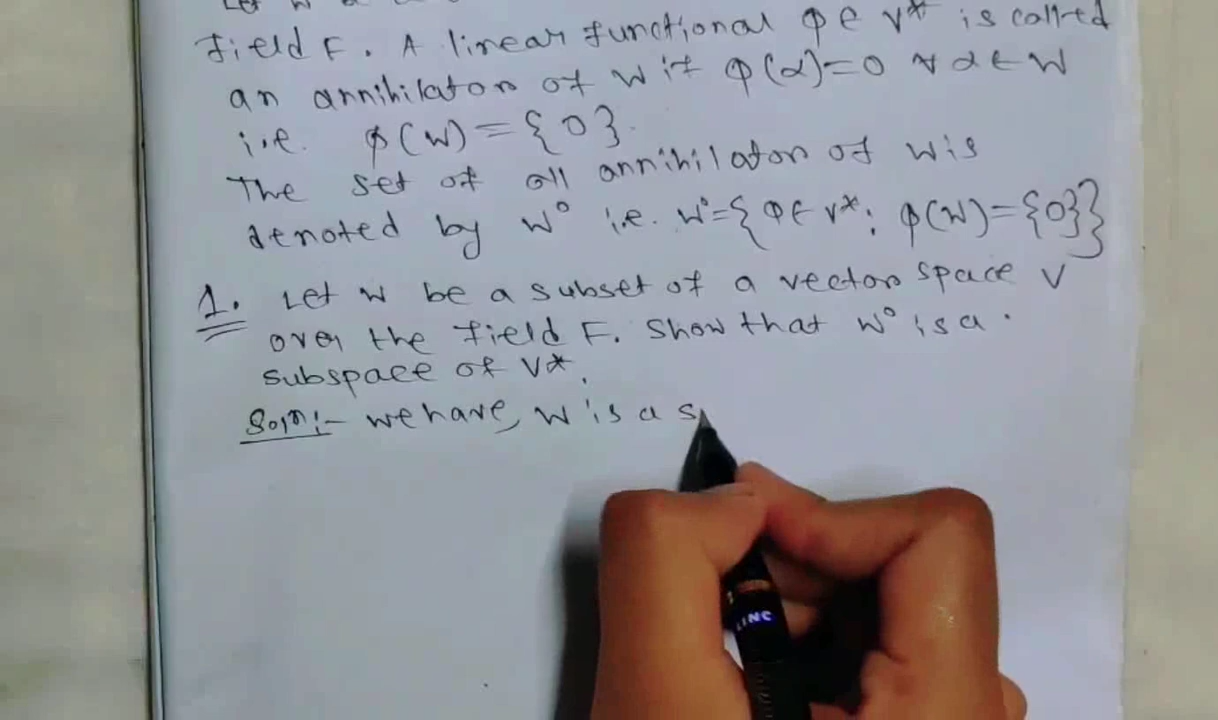 Let W
field F. A linear functional φ ∈ V* is called
an annihilator of W if φ(α)=0 ∀ α ∈ W
i.e. φ(W)={0}.
The set of all annihilator of W is
denoted by W° i.e. W°={φ∈V*: φ(W)={0}}
1. Let W be a subset of a vector space V
over the field F. Show that W° is a
subspace of V*.
Soln:- we have, W is a s
LINC